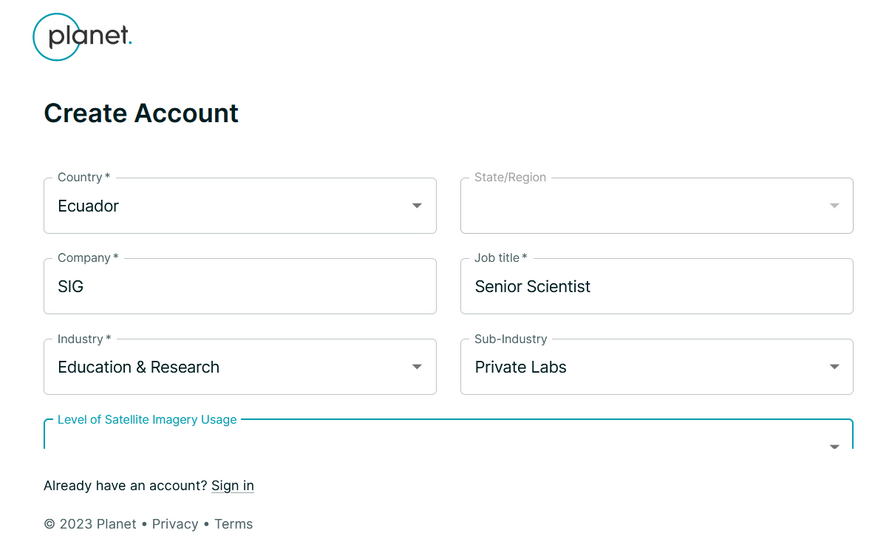 planet.
Create Account
Country * State/Region
Ecuador
Company * Job title *
SIG Senior Scientist
Industry * Sub-Industry
Education & Research Private Labs
Level of Satellite Imagery Usage
Already have an account? Sign in
© 2023 Planet • Privacy • Terms